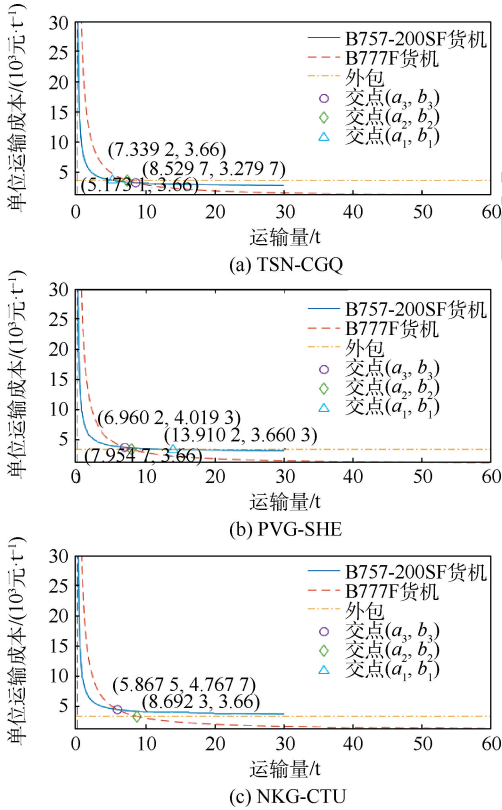 单位运输成本/(10³元·t⁻¹)
30
25
20
15
10
5
0
10
20
30
40
50
60
B757-200SF货机
B777F货机
外包
交点(a₃, b₃)
交点(a₂, b₂)
交点(a₁, b₁)
(7.339 2, 3.66)
(8.529 7, 3.279 7)
(5.173 1, 3.66)
运输量/t
(a) TSN-CGQ
单位运输成本/(10³元·t⁻¹)
30
25
20
15
10
5
0
10
20
30
40
50
60
B757-200SF货机
B777F货机
外包
交点(a₃, b₃)
交点(a₂, b₂)
交点(a₁, b₁)
(6.960 2, 4.019 3)
(13.910 2, 3.660 3)
(7.954 7, 3.66)
运输量/t
(b) PVG-SHE
单位运输成本/(10³元·t⁻¹)
30
25
20
15
10
5
0
10
20
30
40
50
60
B757-200SF货机
B777F货机
外包
交点(a₃, b₃)
交点(a₂, b₂)
交点(a₁, b₁)
(5.867 5, 4.767 7)
(8.692 3, 3.66)
运输量/t
(c) NKG-CTU